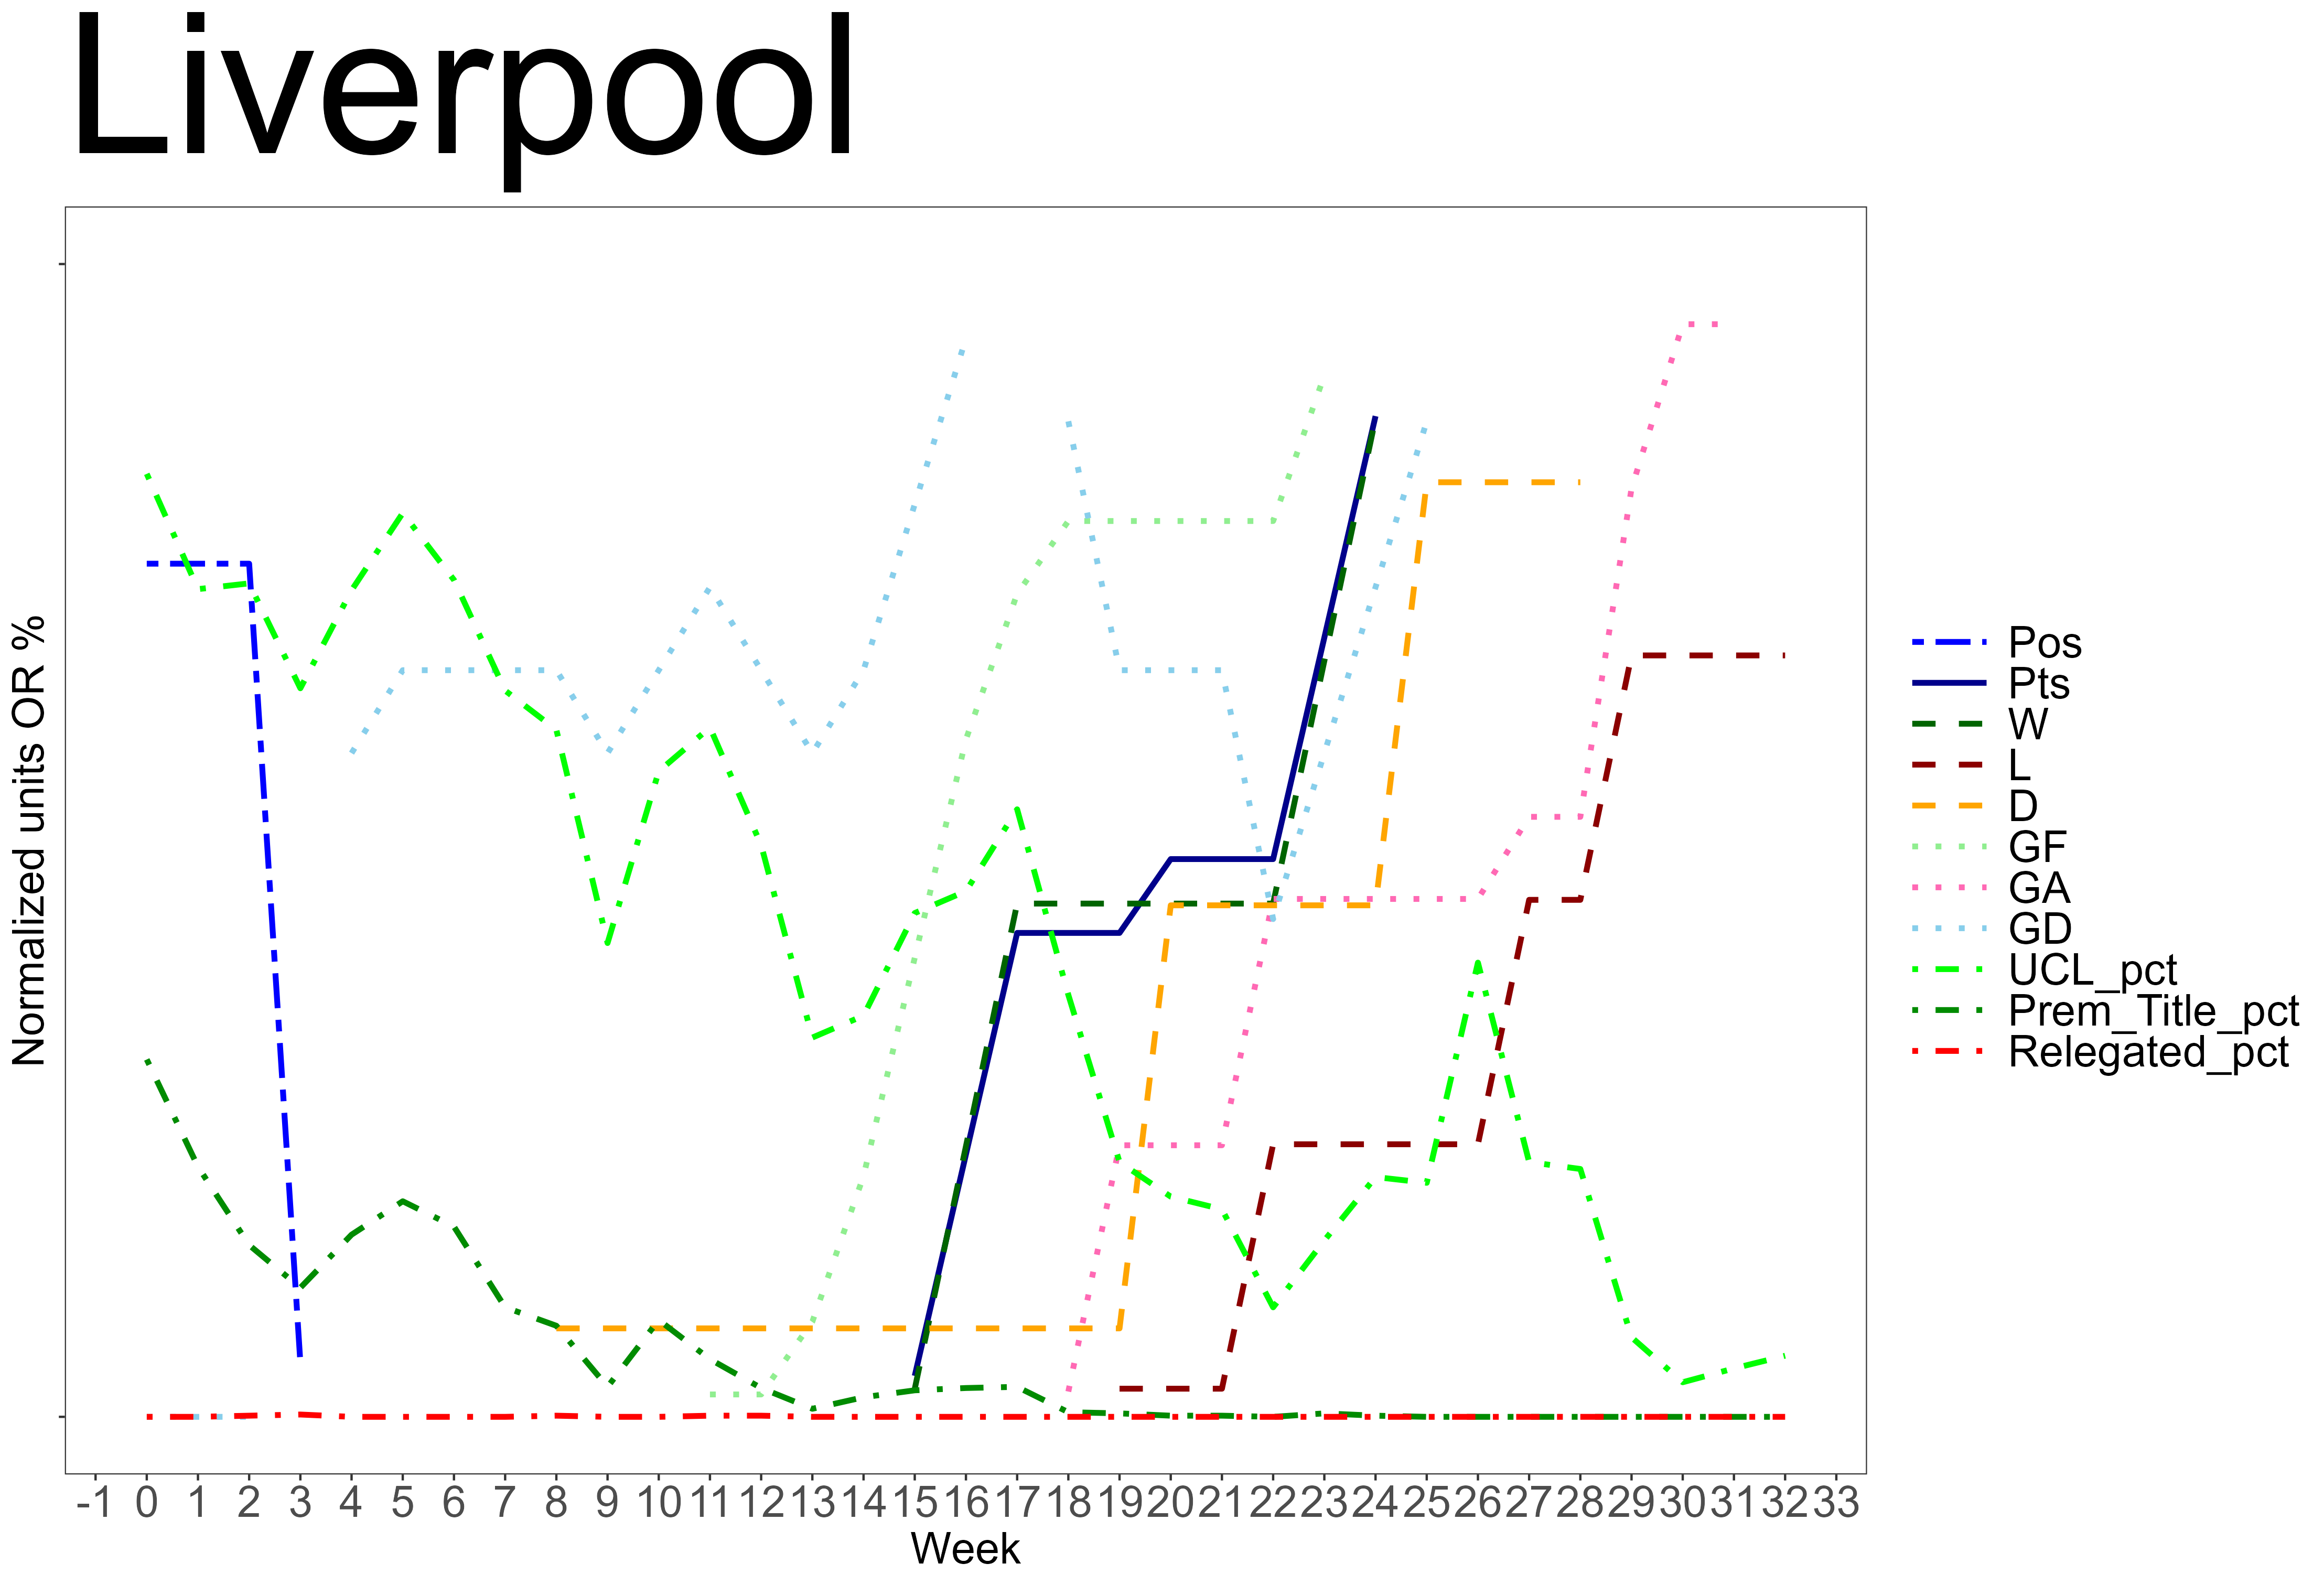 Liverpool
Normalized units OR %
Pos
Pts
W
L
D
GF
GA
GD
UCL_pct
Prem_Title_pct
Relegated_pct
-1 0 1 2 3 4 5 6 7 8 9 10 11 12 13 14 15 16 17 18 19 20 21 22 23 24 25 26 27 28 29 30 31 32 33
Week